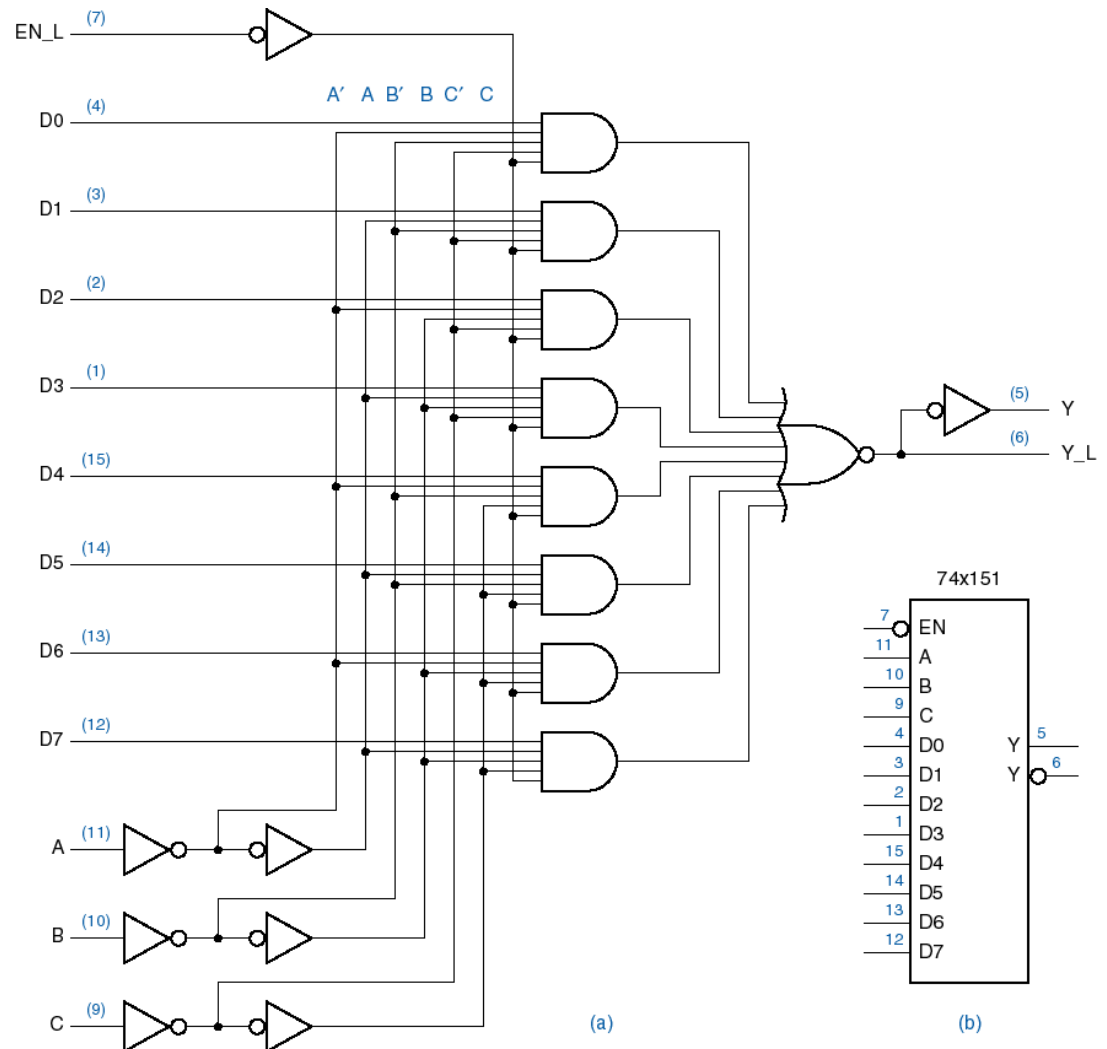 EN_L (7)
A′ A B′ B C′ C
D0 (4)
D1 (3)
D2 (2)
D3 (1)
(5) Y
(6) Y_L
D4 (15)
D5 (14)
D6 (13)
D7 (12)
A (11)
B (10)
C (9)
(a)
74x151
7 EN
11 A
10 B
9 C
4 D0 Y 5
3 D1 Y 6
2 D2
1 D3
15 D4
14 D5
13 D6
12 D7
(b)